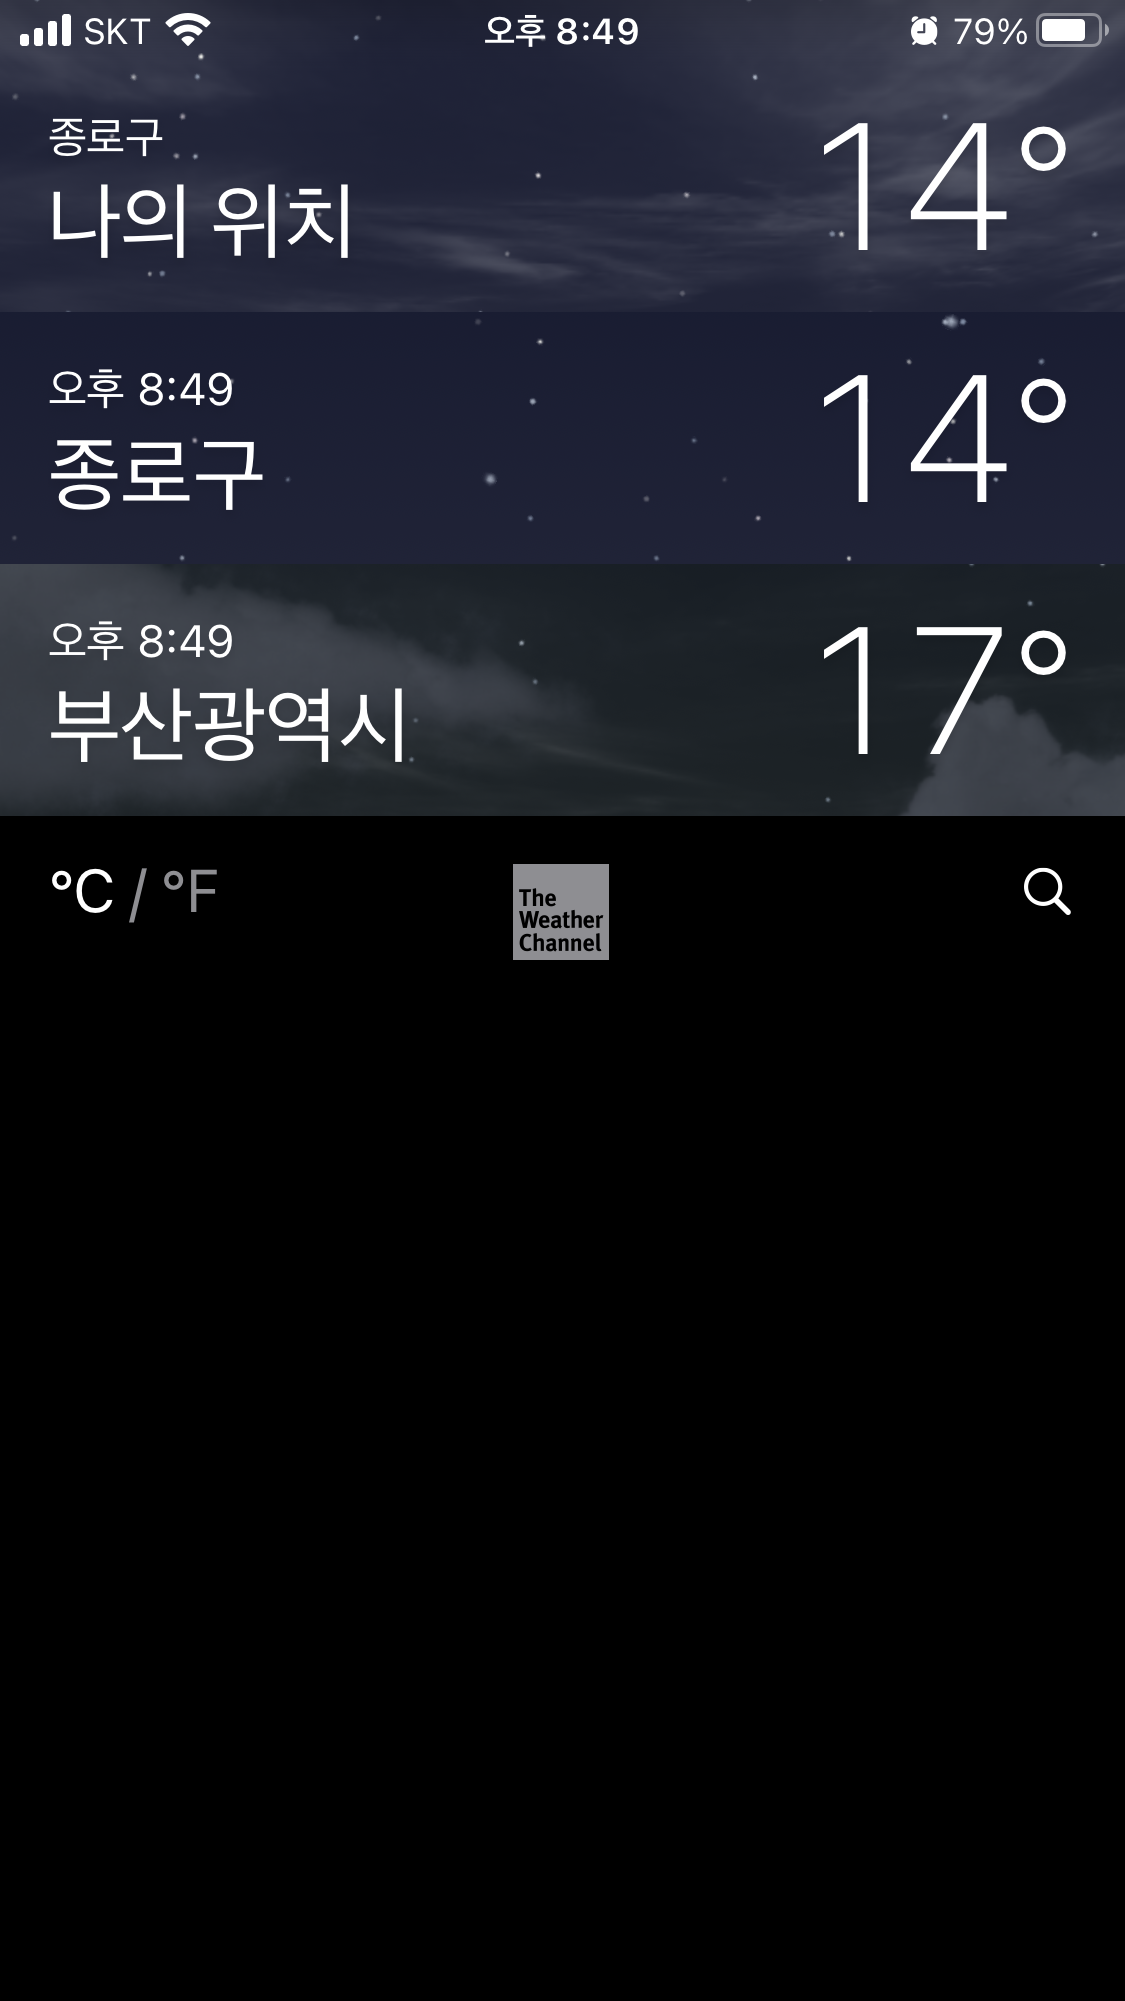 SKT 오후 8:49 79%
종로구
나의 위치 14°
오후 8:49
종로구 14°
오후 8:49
부산광역시 17°
°C / °F
The
Weather
Channel